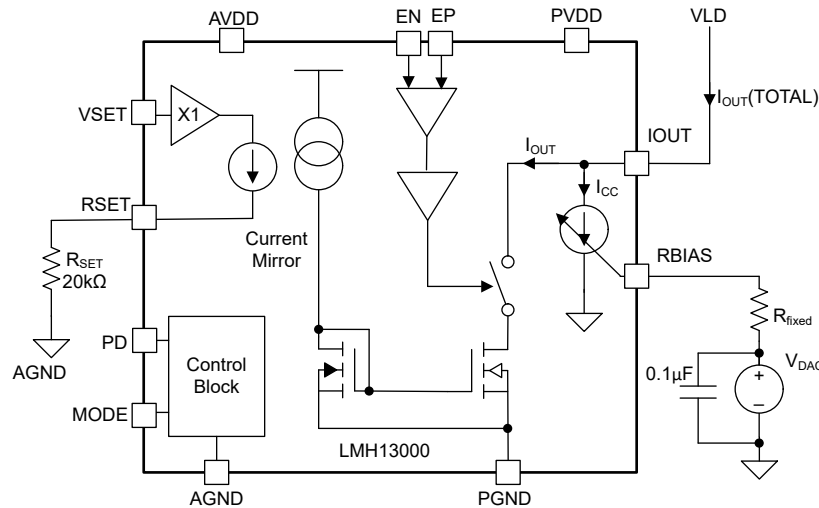 AVDD
EN
EP
PVDD
VLD
VSET
X1
IOUT(TOTAL)
IOUT
IOUT
ICC
RSET
Current
Mirror
RSET
20kΩ
RBIAS
Rfixed
PD
Control
Block
AGND
0.1µF
+
–
VDAC
MODE
LMH13000
AGND
PGND